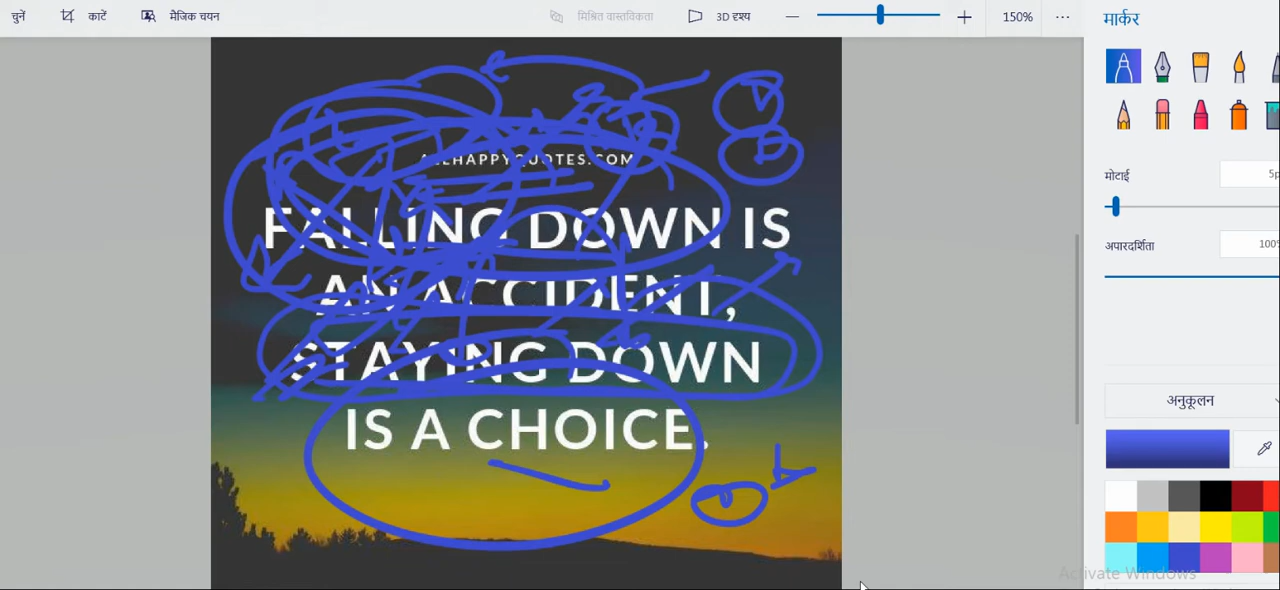 चुनें काटें मैजिक चयन मिश्रित वास्तविकता 3D दृश्य 150%
मार्कर
ALLHAPPYQUOTES.COM
मोटाई 5p
FALLING DOWN IS
अपारदर्शिता 100%
AN ACCIDENT,
STAYING DOWN
IS A CHOICE.
अनुकूलन
Activate Windows